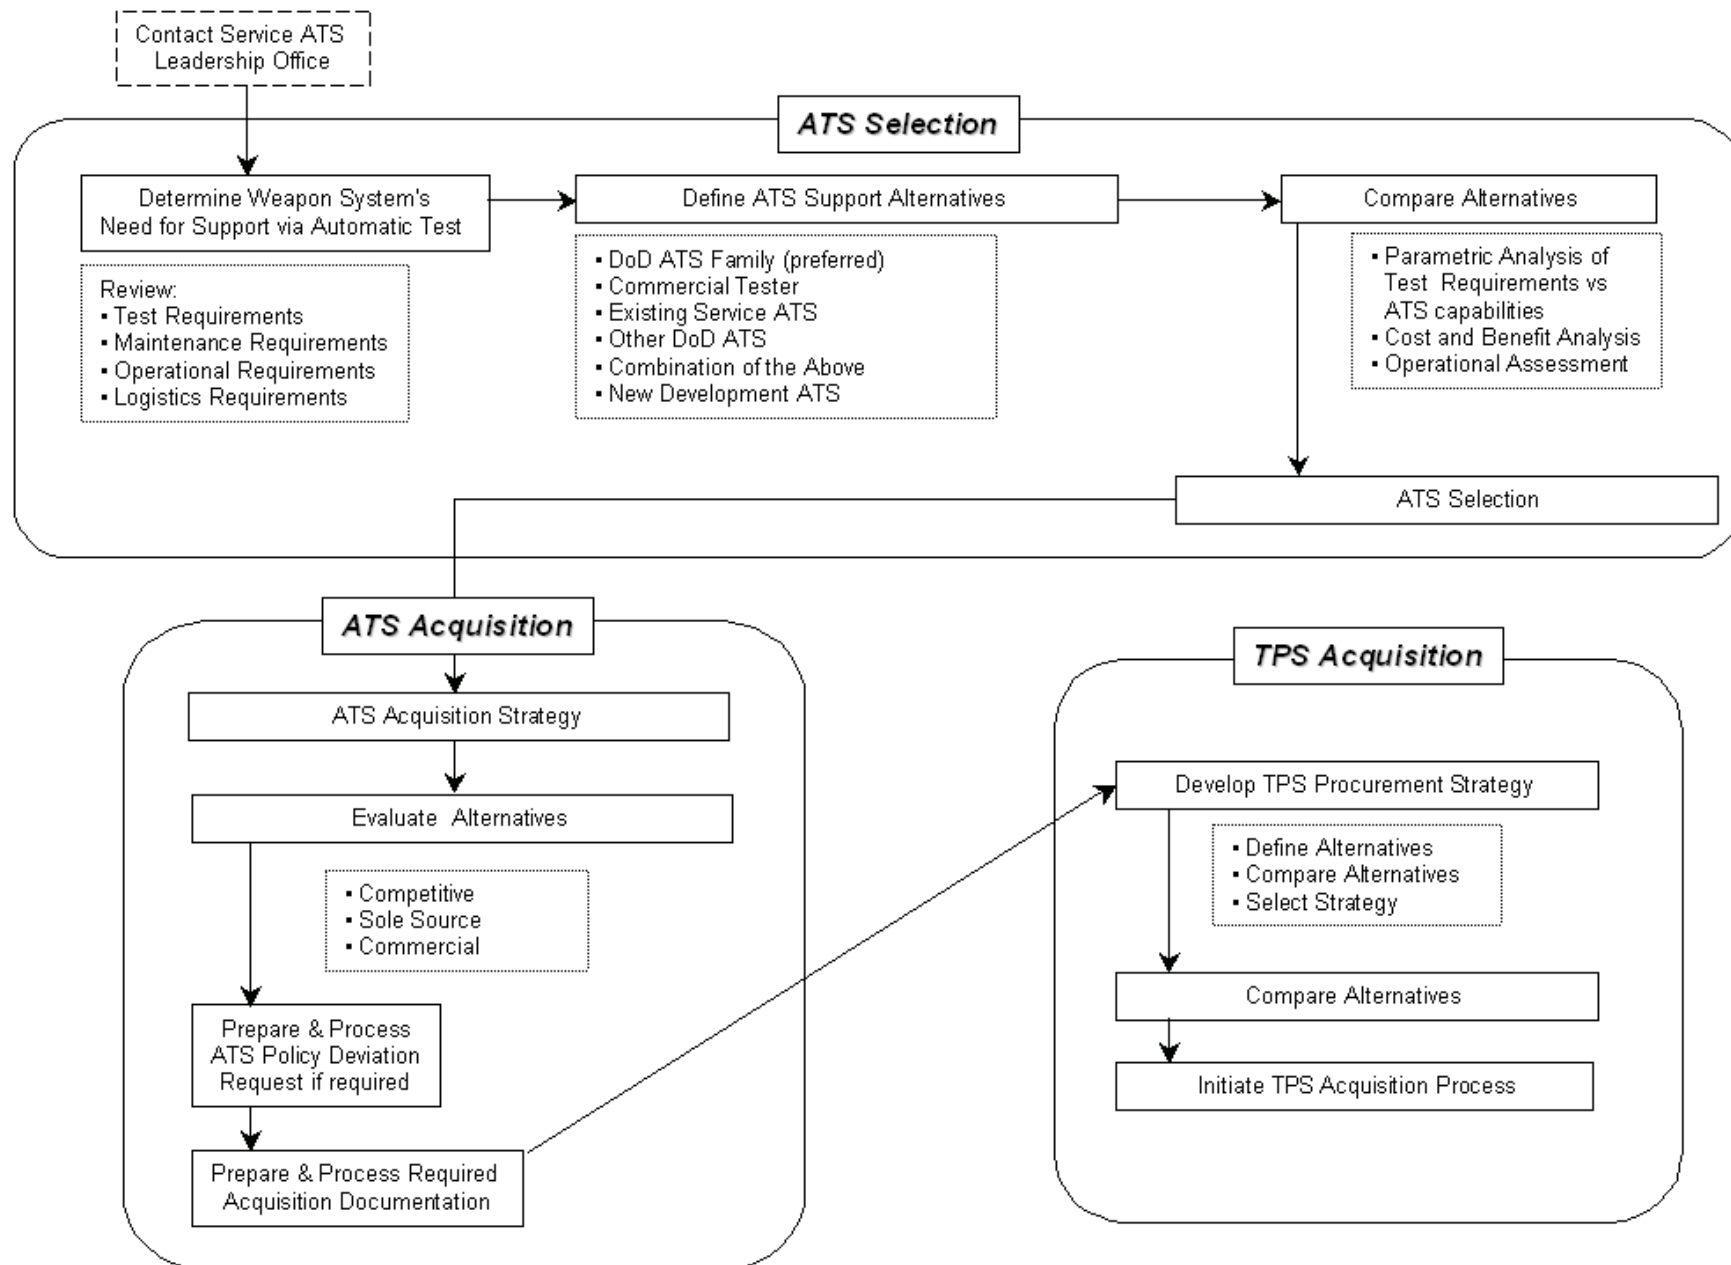 Contact Service ATS
Leadership Office
ATS Selection
Determine Weapon System's
Need for Support via Automatic Test
Review:
▪ Test Requirements
▪ Maintenance Requirements
▪ Operational Requirements
▪ Logistics Requirements
Define ATS Support Alternatives
▪ DoD ATS Family (preferred)
▪ Commercial Tester
▪ Existing Service ATS
▪ Other DoD ATS
▪ Combination of the Above
▪ New Development ATS
Compare Alternatives
▪ Parametric Analysis of
Test Requirements vs
ATS capabilities
▪ Cost and Benefit Analysis
▪ Operational Assessment
ATS Selection
ATS Acquisition
ATS Acquisition Strategy
Evaluate Alternatives
▪ Competitive
▪ Sole Source
▪ Commercial
Prepare & Process
ATS Policy Deviation
Request if required
Prepare & Process Required
Acquisition Documentation
TPS Acquisition
Develop TPS Procurement Strategy
▪ Define Alternatives
▪ Compare Alternatives
▪ Select Strategy
Compare Alternatives
Initiate TPS Acquisition Process